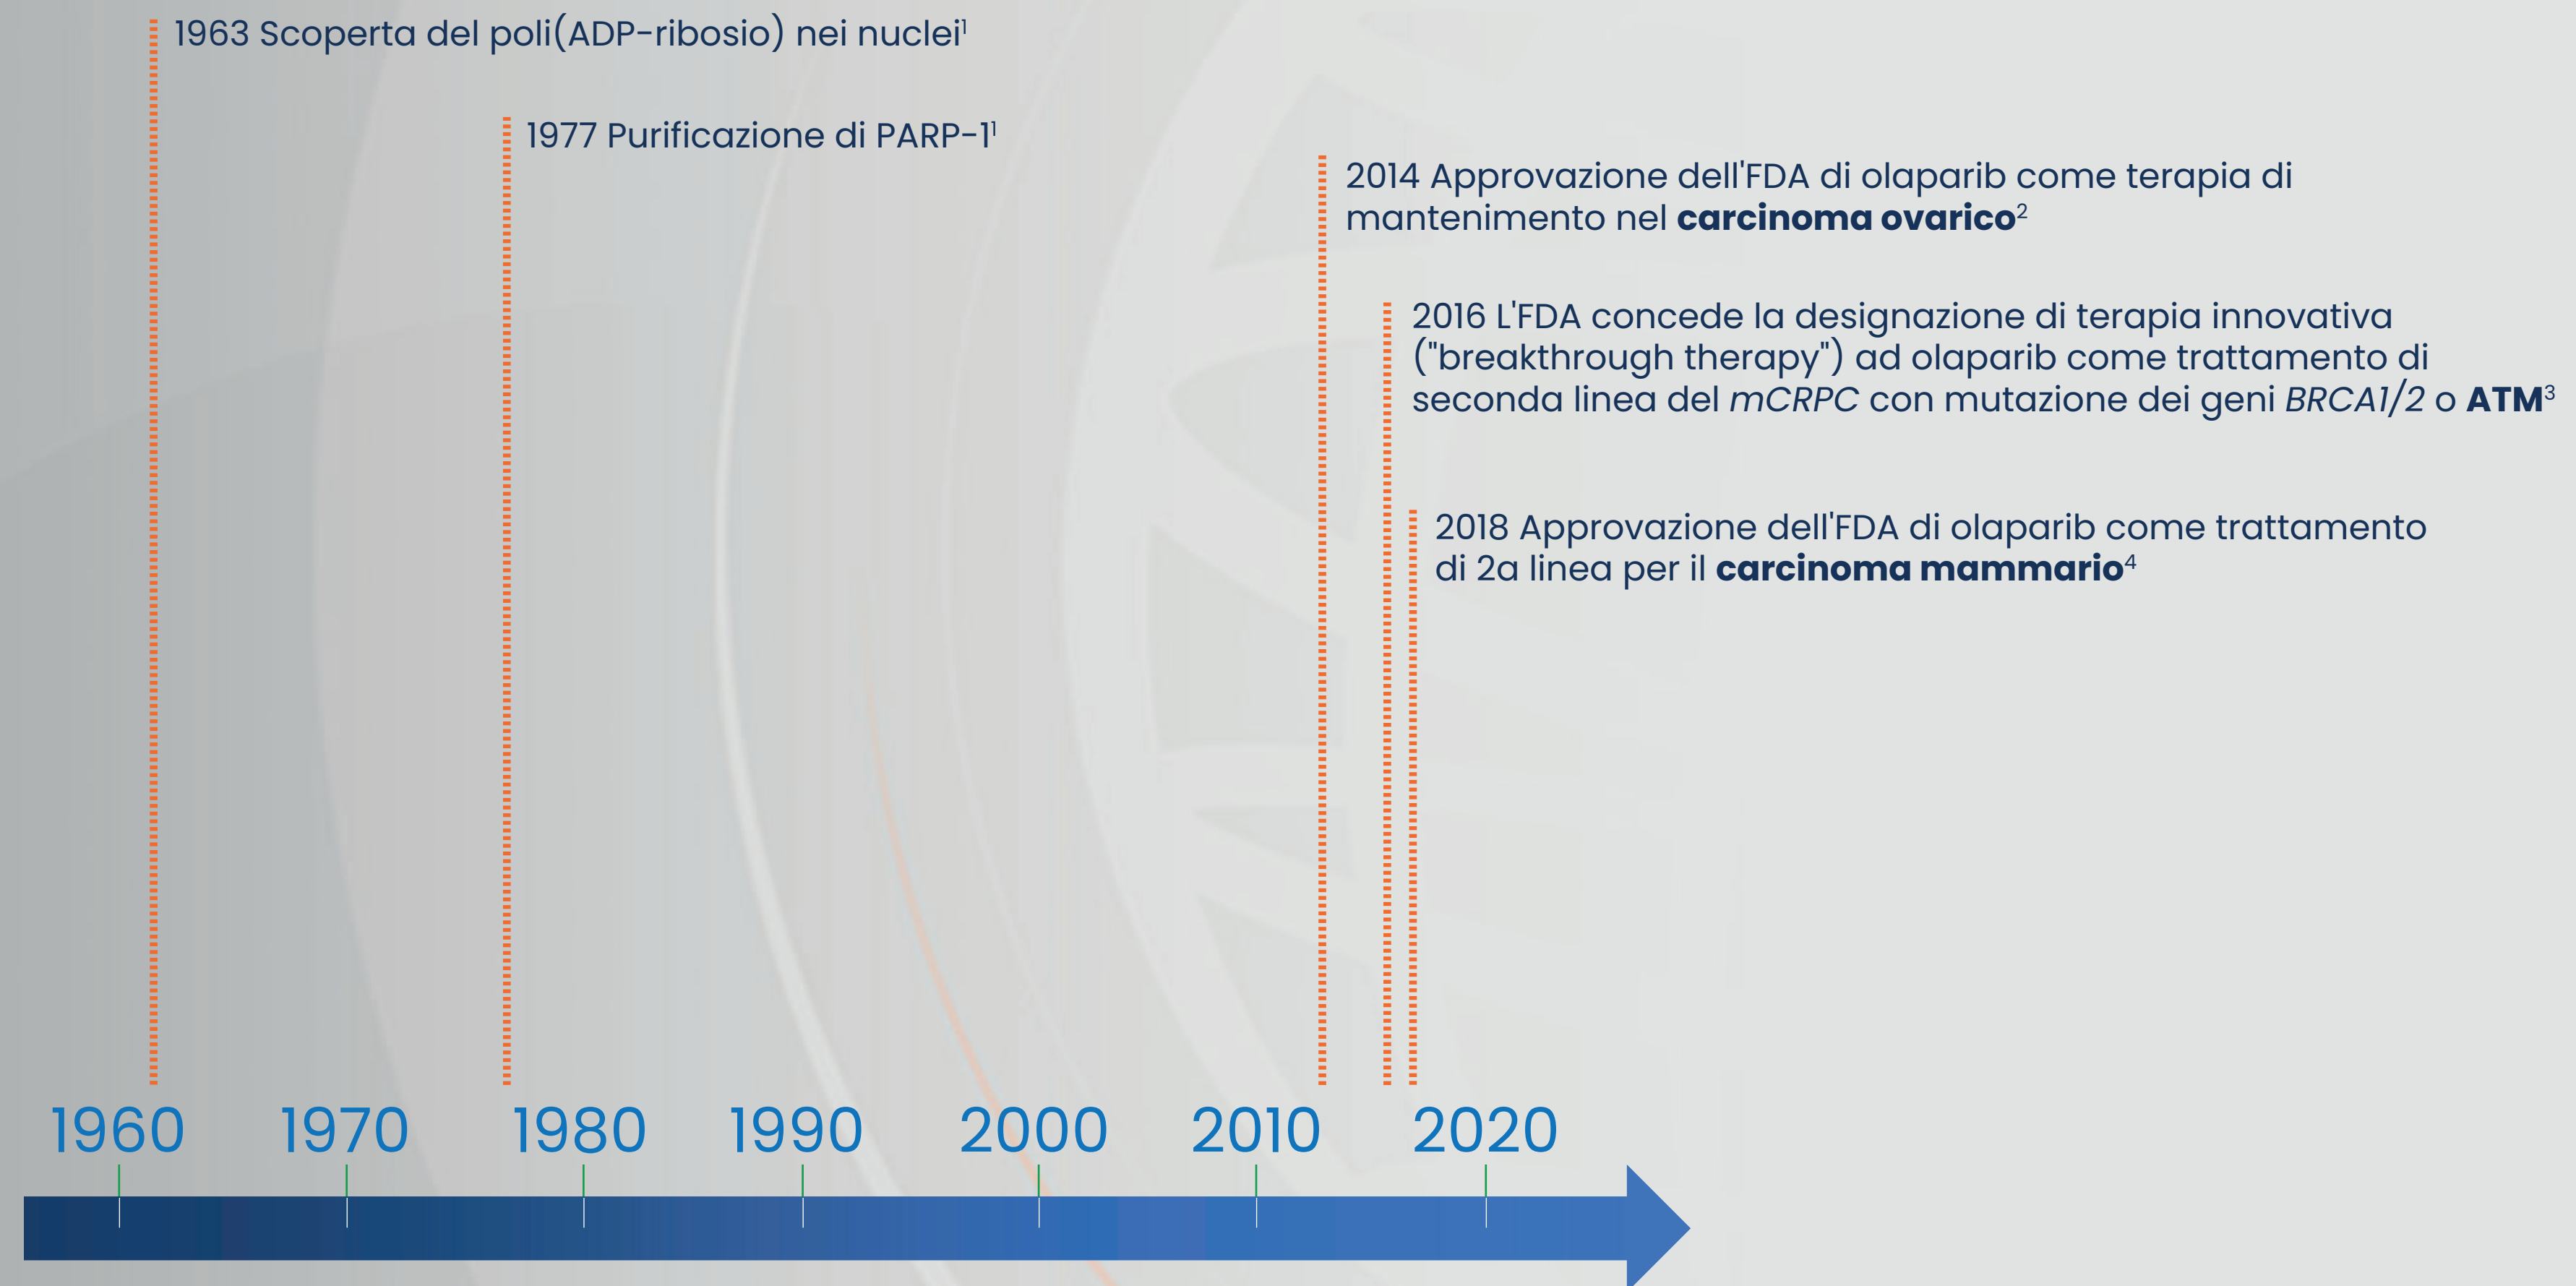 1963 Scoperta del poli(ADP-ribosio) nei nuclei¹
1977 Purificazione di PARP-1¹
2014 Approvazione dell'FDA di olaparib come terapia di
mantenimento nel carcinoma ovarico²
2016 L'FDA concede la designazione di terapia innovativa
("breakthrough therapy") ad olaparib come trattamento di
seconda linea del mCRPC con mutazione dei geni BRCA1/2 o ATM³
2018 Approvazione dell'FDA di olaparib come trattamento
di 2a linea per il carcinoma mammario⁴
1960 1970 1980 1990 2000 2010 2020